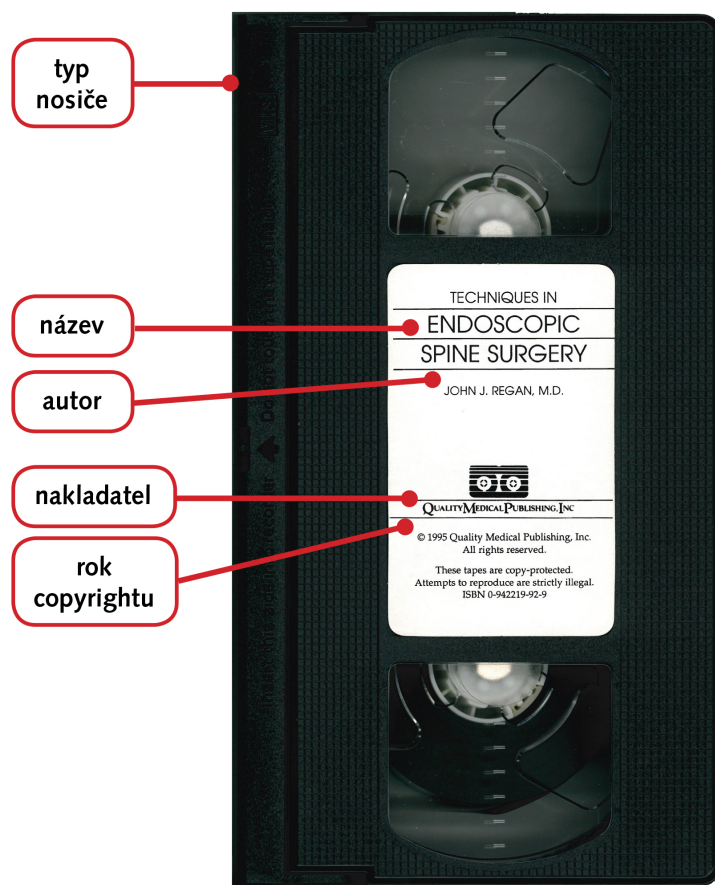 typ
nosiče
název
autor
nakladatel
rok
copyrightu
VHS
TECHNIQUES IN
ENDOSCOPIC
SPINE SURGERY
JOHN J. REGAN, M.D.
QUALITY MEDICAL PUBLISHING, INC
© 1995 Quality Medical Publishing, Inc.
All rights reserved.
These tapes are copy-protected.
Attempts to reproduce are strictly illegal.
ISBN 0-942219-92-9